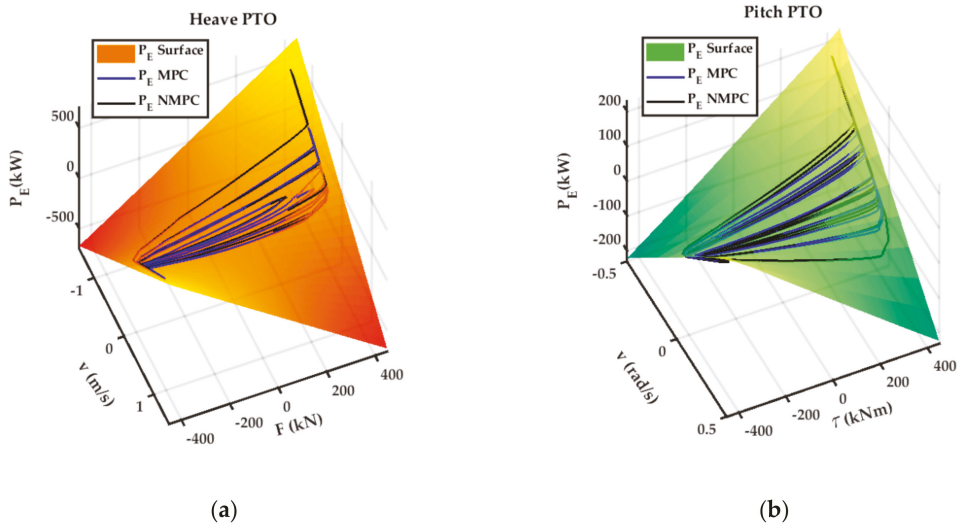 Heave PTO
P_E Surface
P_E MPC
P_E NMPC
P_E(kW)
500
0
-500
-1
0
1
v (m/s)
-400
-200
0
200
400
F (kN)
(a)
Pitch PTO
P_E Surface
P_E MPC
P_E NMPC
P_E(kW)
200
100
0
-100
-200
-0.5
0
0.5
v (rad/s)
-400
-200
0
200
400
τ (kNm)
(b)